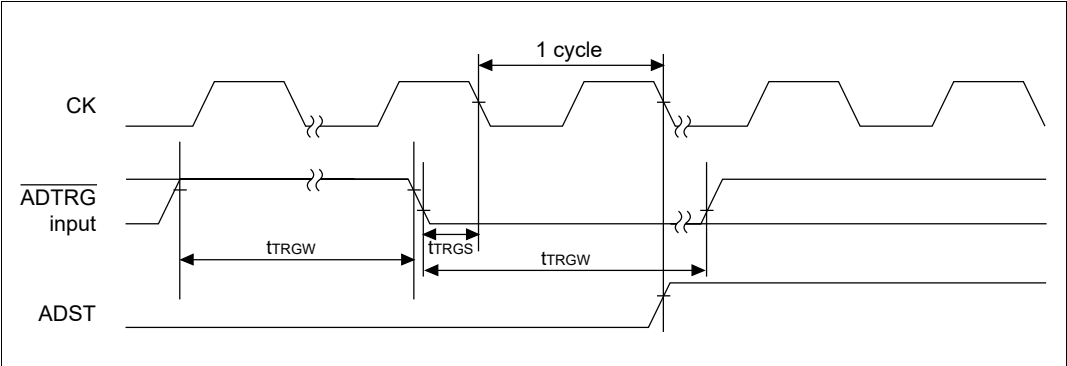 1 cycle
CK
ADTRG
input
tTRGW
tTRGS
tTRGW
ADST